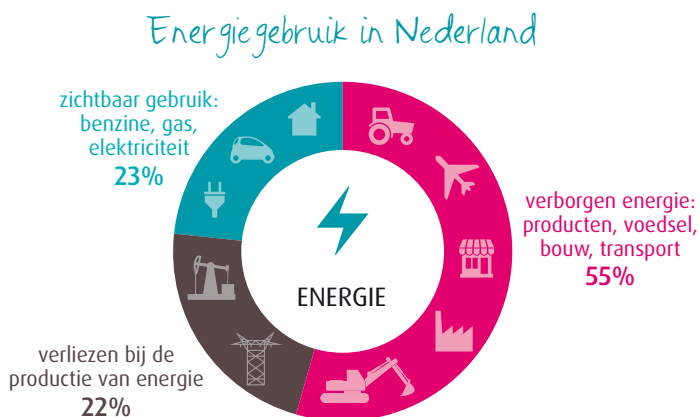 Energiegebruik in Nederland
zichtbaar gebruik:
benzine, gas,
elektriciteit
23%
verborgen energie:
producten, voedsel,
bouw, transport
55%
ENERGIE
verliezen bij de
productie van energie
22%